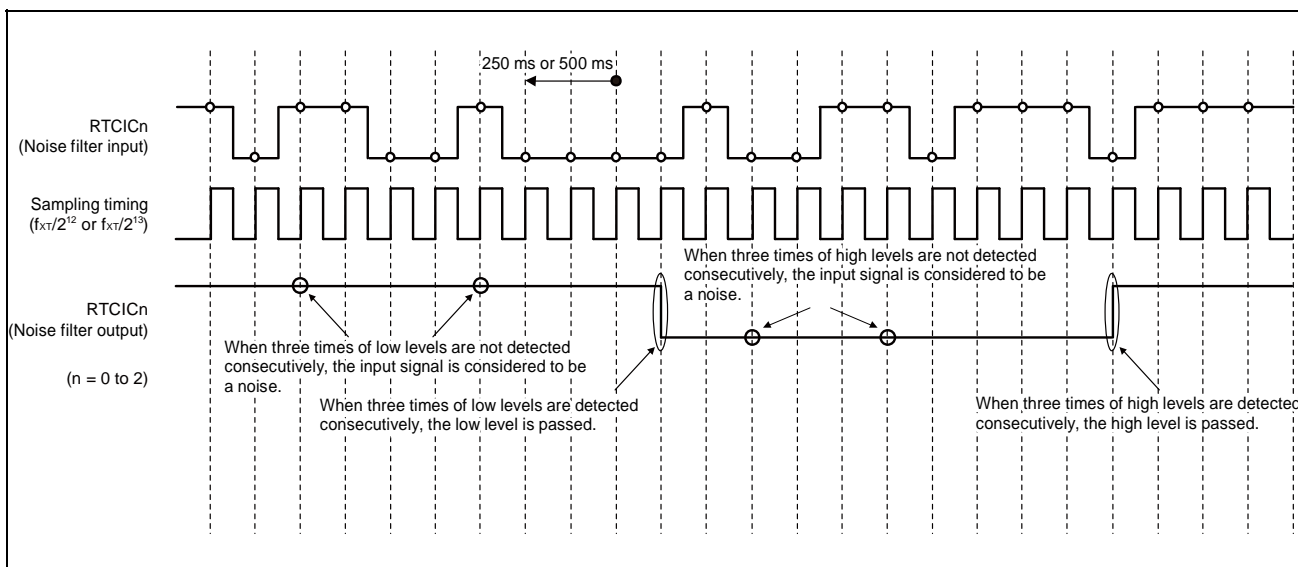 250 ms or 500 ms
RTCICn
(Noise filter input)
Sampling timing
(fXT/2¹² or fXT/2¹³)
When three times of high levels are not detected
consecutively, the input signal is considered to be
a noise.
RTCICn
(Noise filter output)
When three times of low levels are not detected
consecutively, the input signal is considered to be
a noise.
(n = 0 to 2)
When three times of low levels are detected
consecutively, the low level is passed.
When three times of high levels are detected
consecutively, the high level is passed.